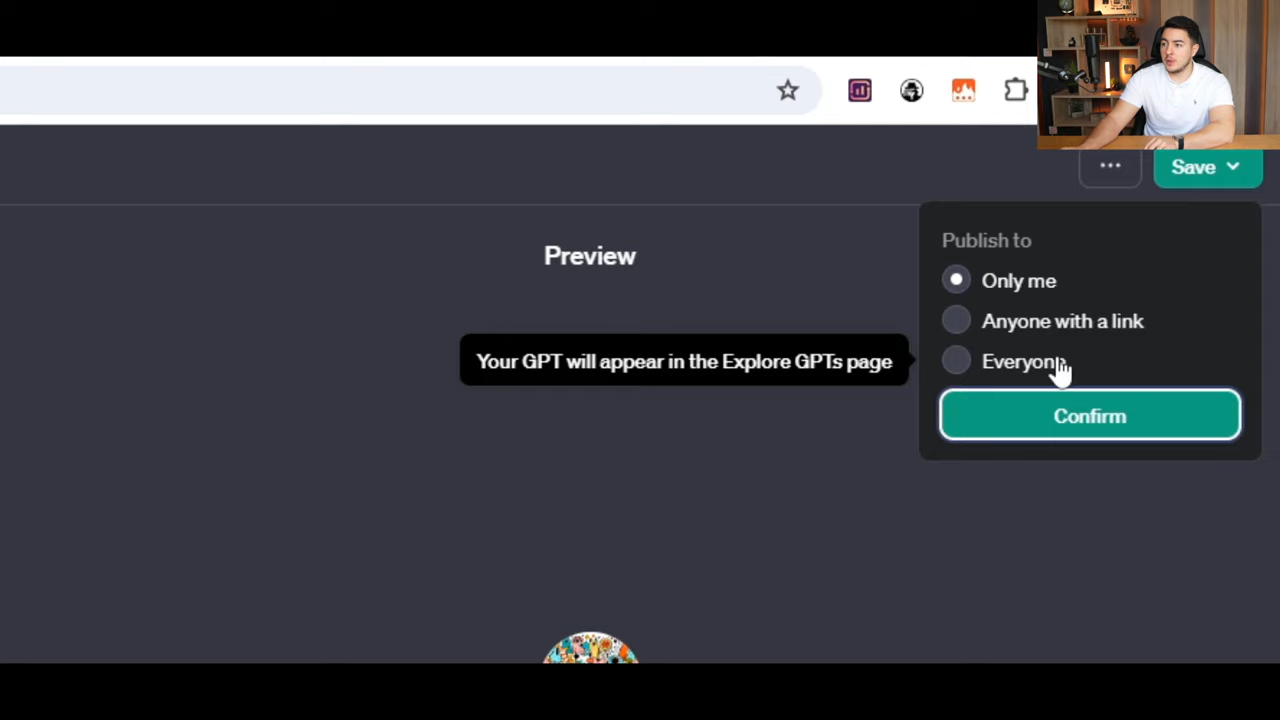 Save
Preview
Publish to
Only me
Anyone with a link
Your GPT will appear in the Explore GPTs page
Everyone
Confirm